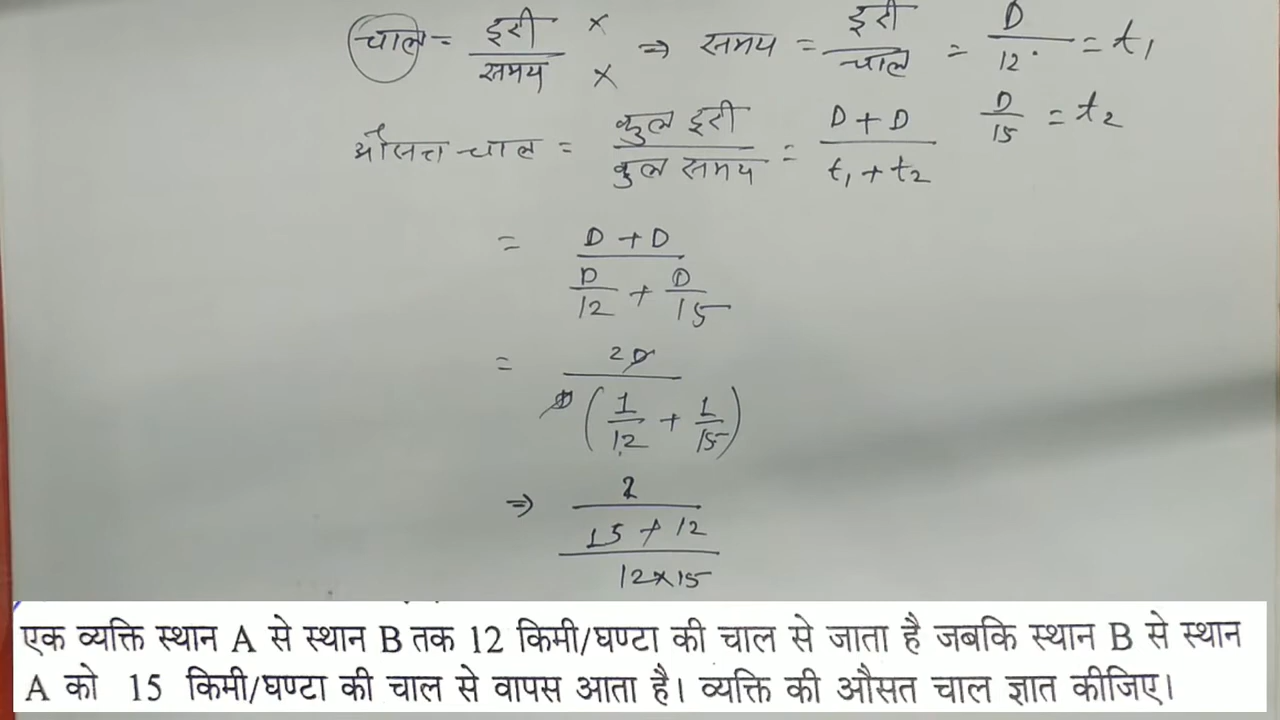 चाल = दूरी / समय × × ⇒ समय = दूरी / चाल = D / 12 = t₁
D / 15 = t₂
औसत चाल = कुल दूरी / कुल समय = D + D / t₁ + t₂
= D + D / D/12 + D/15
= 2D / D (1/12 + 1/15)
⇒ 2 / 15 + 12 / 12×15
एक व्यक्ति स्थान A से स्थान B तक 12 किमी/घण्टा की चाल से जाता है जबकि स्थान B से स्थान
A को 15 किमी/घण्टा की चाल से वापस आता है। व्यक्ति की औसत चाल ज्ञात कीजिए।